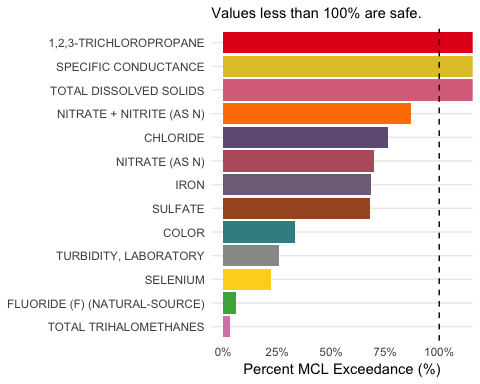 Values less than 100% are safe.
1,2,3-TRICHLOROPROPANE
SPECIFIC CONDUCTANCE
TOTAL DISSOLVED SOLIDS
NITRATE + NITRITE (AS N)
CHLORIDE
NITRATE (AS N)
IRON
SULFATE
COLOR
TURBIDITY, LABORATORY
SELENIUM
FLUORIDE (F) (NATURAL-SOURCE)
TOTAL TRIHALOMETHANES
0% 25% 50% 75% 100%
Percent MCL Exceedance (%)